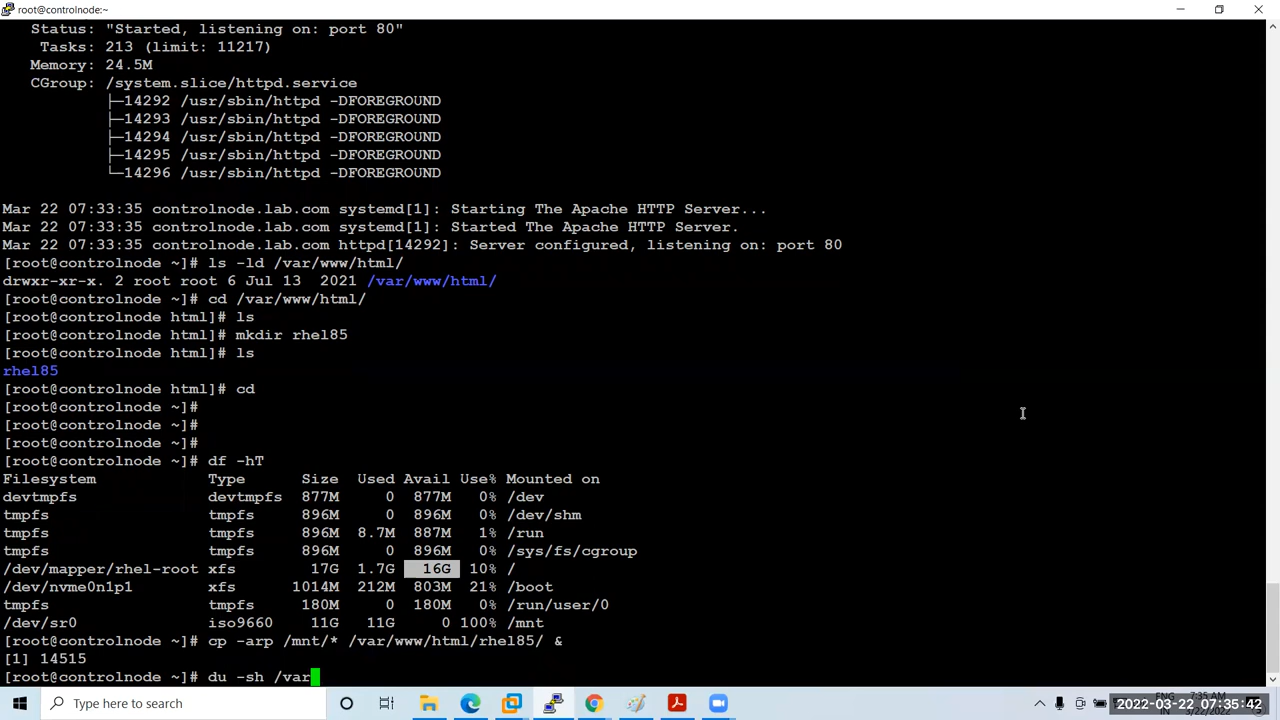 root@controlnode:~
Status: "Started, listening on: port 80"
Tasks: 213 (limit: 11217)
Memory: 24.5M
CGroup: /system.slice/httpd.service
├─14292 /usr/sbin/httpd -DFOREGROUND
├─14293 /usr/sbin/httpd -DFOREGROUND
├─14294 /usr/sbin/httpd -DFOREGROUND
├─14295 /usr/sbin/httpd -DFOREGROUND
└─14296 /usr/sbin/httpd -DFOREGROUND
Mar 22 07:33:35 controlnode.lab.com systemd[1]: Starting The Apache HTTP Server...
Mar 22 07:33:35 controlnode.lab.com systemd[1]: Started The Apache HTTP Server.
Mar 22 07:33:35 controlnode.lab.com httpd[14292]: Server configured, listening on: port 80
[root@controlnode ~]# ls -ld /var/www/html/
drwxr-xr-x. 2 root root 6 Jul 13  2021 /var/www/html/
[root@controlnode ~]# cd /var/www/html/
[root@controlnode html]# ls
[root@controlnode html]# mkdir rhel85
[root@controlnode html]# ls
rhel85
[root@controlnode html]# cd
[root@controlnode ~]#
[root@controlnode ~]#
[root@controlnode ~]#
[root@controlnode ~]# df -hT
Filesystem Type Size Used Avail Use% Mounted on
devtmpfs devtmpfs 877M 0 877M 0% /dev
tmpfs tmpfs 896M 0 896M 0% /dev/shm
tmpfs tmpfs 896M 8.7M 887M 1% /run
tmpfs tmpfs 896M 0 896M 0% /sys/fs/cgroup
/dev/mapper/rhel-root xfs 17G 1.7G 16G 10% /
/dev/nvme0n1p1 xfs 1014M 212M 803M 21% /boot
tmpfs tmpfs 180M 0 180M 0% /run/user/0
/dev/sr0 iso9660 11G 11G 0 100% /mnt
[root@controlnode ~]# cp -arp /mnt/* /var/www/html/rhel85/ &
[1] 14515
[root@controlnode ~]# du -sh /var
Type here to search
ENG
IN
7:35 AM
3/22/2022
2022-03-22 07:35:42